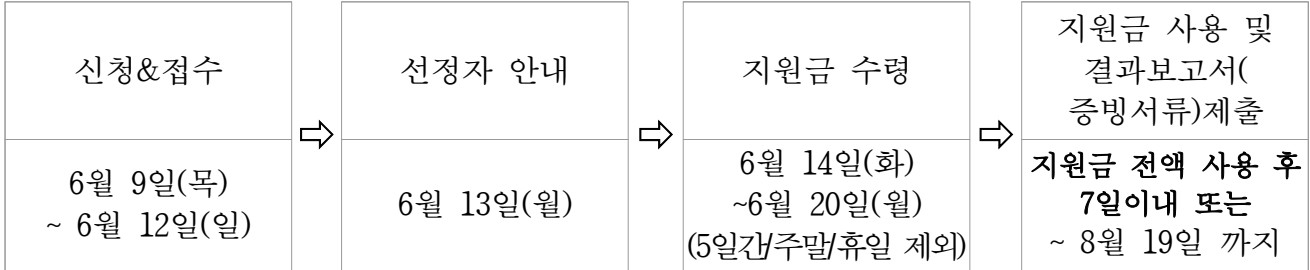 신청&접수
6월 9일(목)
~ 6월 12일(일)
선정자 안내
6월 13일(월)
지원금 수령
6월 14일(화)
~6월 20일(월)
(5일간/주말/휴일 제외)
지원금 사용 및
결과보고서(
증빙서류)제출
지원금 전액 사용 후
7일이내 또는
~ 8월 19일 까지